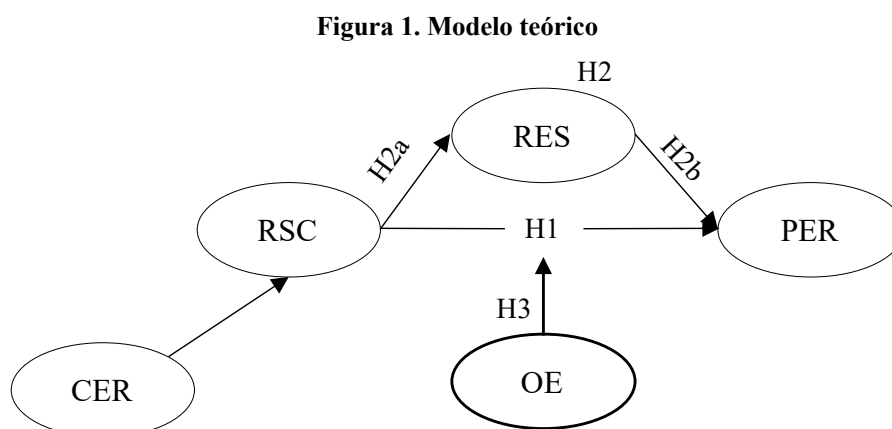 Figura 1. Modelo teórico
H2
RES
H2a
H2b
RSC
H1
PER
H3
CER
OE